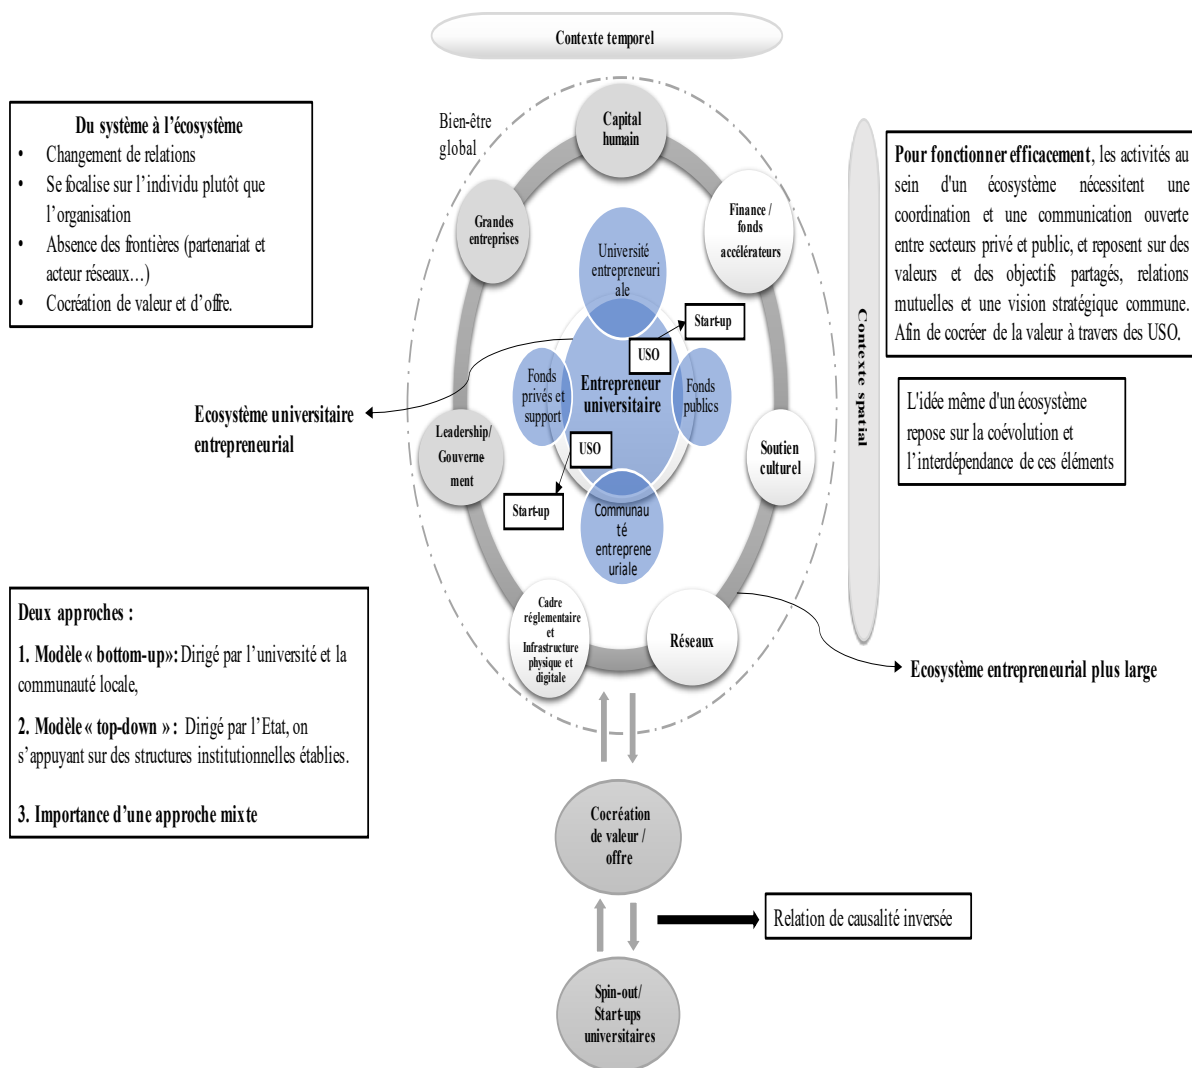 Contexte temporel
Du système à l'écosystème
• Changement de relations
• Se focalise sur l'individu plutôt que
l'organisation
• Absence des frontières (partenariat et
acteur réseaux…)
• Cocréation de valeur et d'offre.
Bien-être
global
Capital
humain
Grandes
entreprises
Finance /
fonds
accélérateurs
Université
entrepreneuri
ale
Start-up
USO
Fonds
privés et
support
Entrepreneur
universitaire
Fonds
publics
Ecosystème universitaire
entrepreneurial
Leadership/
Gouverne-
ment
USO
Start-up
Soutien
culturel
Communau
té
entreprene
uriale
Cadre
réglementaire
et
Infrastructure
physique et
digitale
Réseaux
Contexte spatial
Pour fonctionner efficacement, les activités au
sein d'un écosystème nécessitent une
coordination et une communication ouverte
entre secteurs privé et public, et reposent sur des
valeurs et des objectifs partagés, relations
mutuelles et une vision stratégique commune.
Afin de cocréer de la valeur à travers des USO.
L'idée même d'un écosystème
repose sur la coévolution et
l'interdépendance de ces éléments
Ecosystème entrepreneurial plus large
Deux approches :
1. Modèle « bottom-up»: Dirigé par l'université et la
communauté locale,
2. Modèle « top-down » : Dirigé par l'Etat, on
s'appuyant sur des structures institutionnelles établies.
3. Importance d'une approche mixte
Cocréation
de valeur /
offre
Relation de causalité inversée
Spin-out/
Start-ups
universitaires